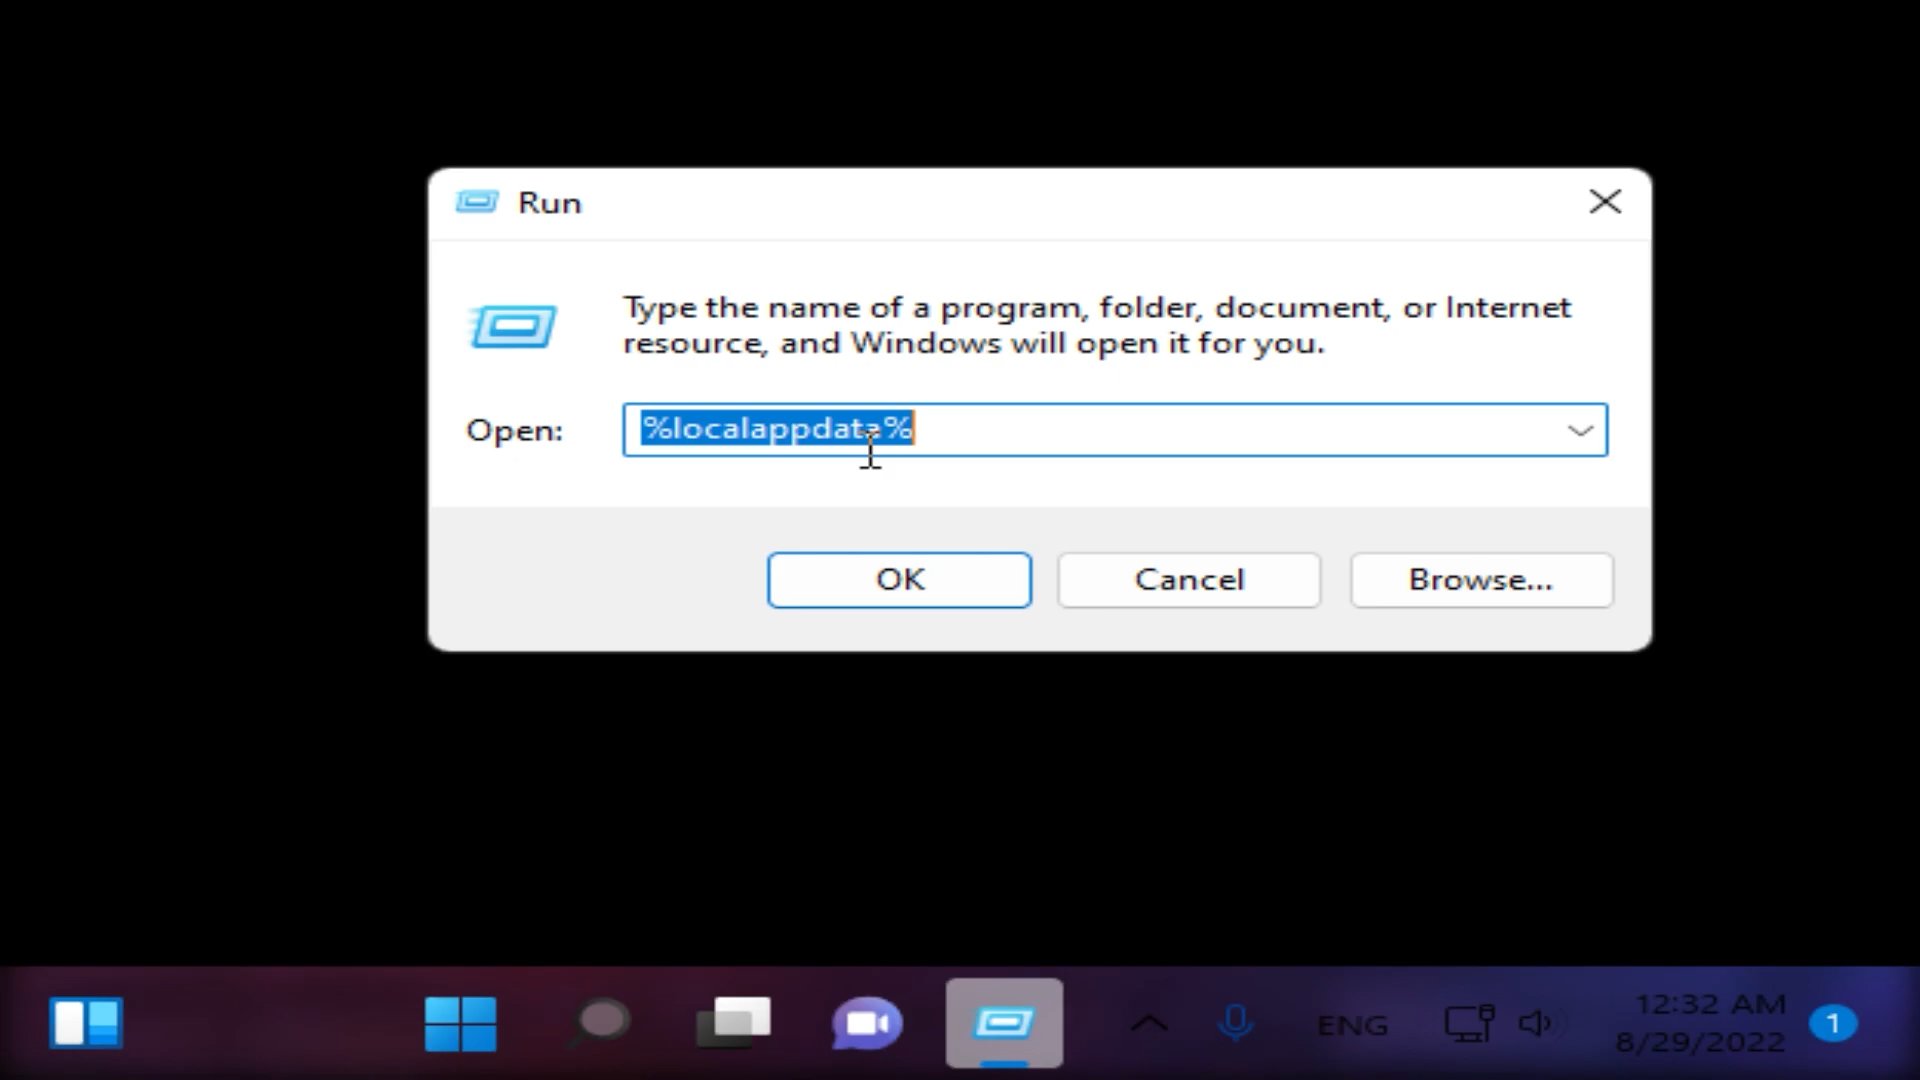 Run
Type the name of a program, folder, document, or Internet
resource, and Windows will open it for you.
Open:
%localappdata%
OK
Cancel
Browse...
ENG
12:32 AM
8/29/2022
1